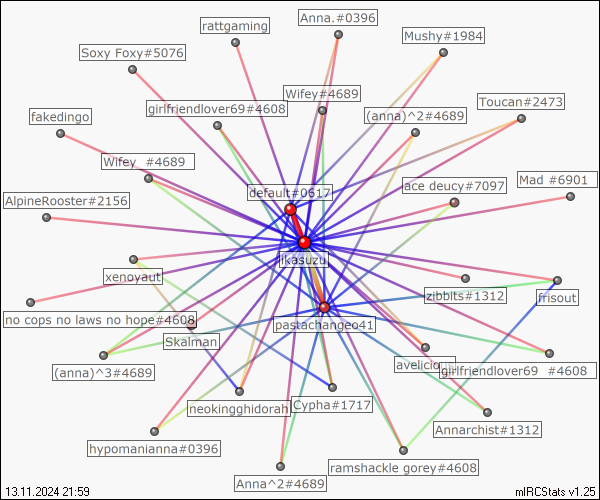 Anna.#0396
rattgaming
Mushy#1984
Soxy Foxy#5076
Wifey#4689
girlfriendlover69#4608
Toucan#2473
(anna)^2#4689
fakedingo
Wifey  #4689
Mad #6901
ace deucy#7097
default#0617
AlpineRooster#2156
ikasuzu
xenoyaut
zibbits#1312
frisout
no cops no laws no hope#4608
pastachangeo41
Skaiman
avelicio
girlfriendlover69  #4608
(anna)^3#4689
Cypha#1717
neokingghidorah
Annarchist#1312
hypomanianna#0396
ramshackle gorey#4608
Anna^2#4689
13.11.2024 21:59
mIRCStats v1.25